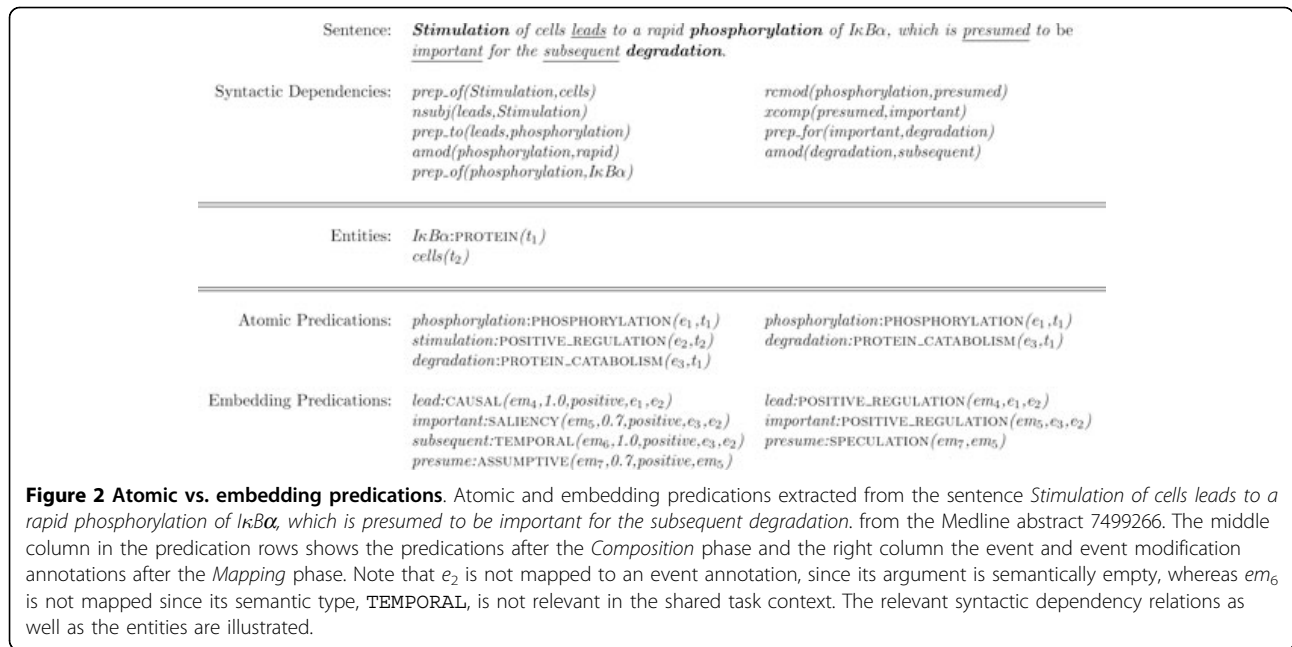 Sentence: Stimulation of cells leads to a rapid phosphorylation of IκBα, which is presumed to be
important for the subsequent degradation.
Syntactic Dependencies: prep_of(Stimulation,cells) rcmod(phosphorylation,presumed)
nsubj(leads,Stimulation) xcomp(presumed,important)
prep_to(leads,phosphorylation) prep_for(important,degradation)
amod(phosphorylation,rapid) amod(degradation,subsequent)
prep_of(phosphorylation,IκBα)
Entities: IκBα:PROTEIN(t1)
cells(t2)
Atomic Predications: phosphorylation:PHOSPHORYLATION(e1,t1) phosphorylation:PHOSPHORYLATION(e1,t1)
stimulation:POSITIVE_REGULATION(e2,t2) degradation:PROTEIN_CATABOLISM(e3,t1)
degradation:PROTEIN_CATABOLISM(e3,t1)
Embedding Predications: lead:CAUSAL(em4,1.0,positive,e1,e2) lead:POSITIVE_REGULATION(em4,e1,e2)
important:SALIENCY(em5,0.7,positive,e3,e2) important:POSITIVE_REGULATION(em5,e3,e2)
subsequent:TEMPORAL(em6,1.0,positive,e3,e2) presume:SPECULATION(em7,em5)
presume:ASSUMPTIVE(em7,0.7,positive,em5)
Figure 2 Atomic vs. embedding predications. Atomic and embedding predications extracted from the sentence Stimulation of cells leads to a
rapid phosphorylation of IκBα, which is presumed to be important for the subsequent degradation. from the Medline abstract 7499266. The middle
column in the predication rows shows the predications after the Composition phase and the right column the event and event modification
annotations after the Mapping phase. Note that e2 is not mapped to an event annotation, since its argument is semantically empty, whereas em6
is not mapped since its semantic type, TEMPORAL, is not relevant in the shared task context. The relevant syntactic dependency relations as
well as the entities are illustrated.